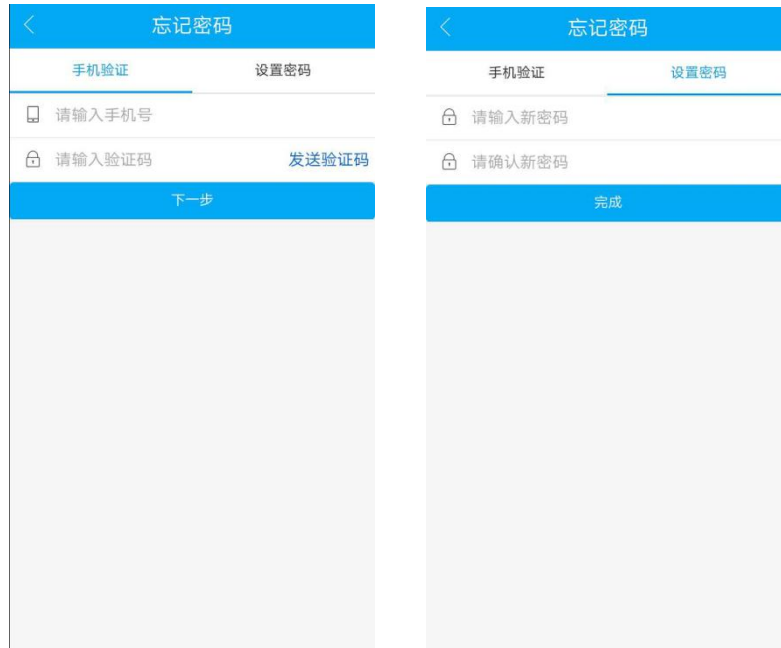 忘记密码
手机验证
设置密码
请输入手机号
请输入验证码
发送验证码
下一步
忘记密码
手机验证
设置密码
请输入新密码
请确认新密码
完成